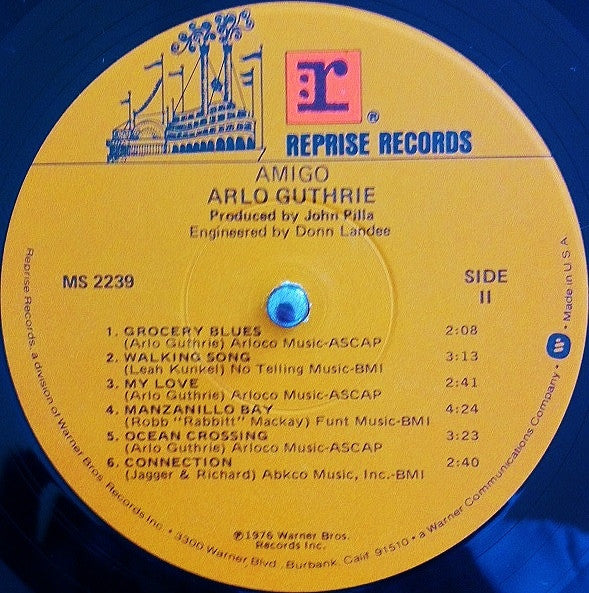 r
®
REPRISE RECORDS
AMIGO
ARLO GUTHRIE
Produced by John Pilla
Engineered by Donn Landee
MS 2239
SIDE
II
1. GROCERY BLUES 2:08
(Arlo Guthrie) Arloco Music-ASCAP
2. WALKING SONG 3:13
(Leah Kunkel) No Telling Music-BMI
3. MY LOVE 2:41
(Arlo Guthrie) Arloco Music-ASCAP
4. MANZANILLO BAY 4:24
(Robb "Rabbitt" Mackay) Funt Music-BMI
5. OCEAN CROSSING 3:23
(Arlo Guthrie) Arloco Music-ASCAP
6. CONNECTION 2:40
(Jagger & Richard) Abkco Music, Inc.-BMI
℗1976 Warner Bros.
Records Inc.
Reprise Records, a division of Warner Bros. Records Inc. • 3300 Warner Blvd., Burbank, Calif. 91510 • a Warner Communications Company • W • Made in U.S.A.